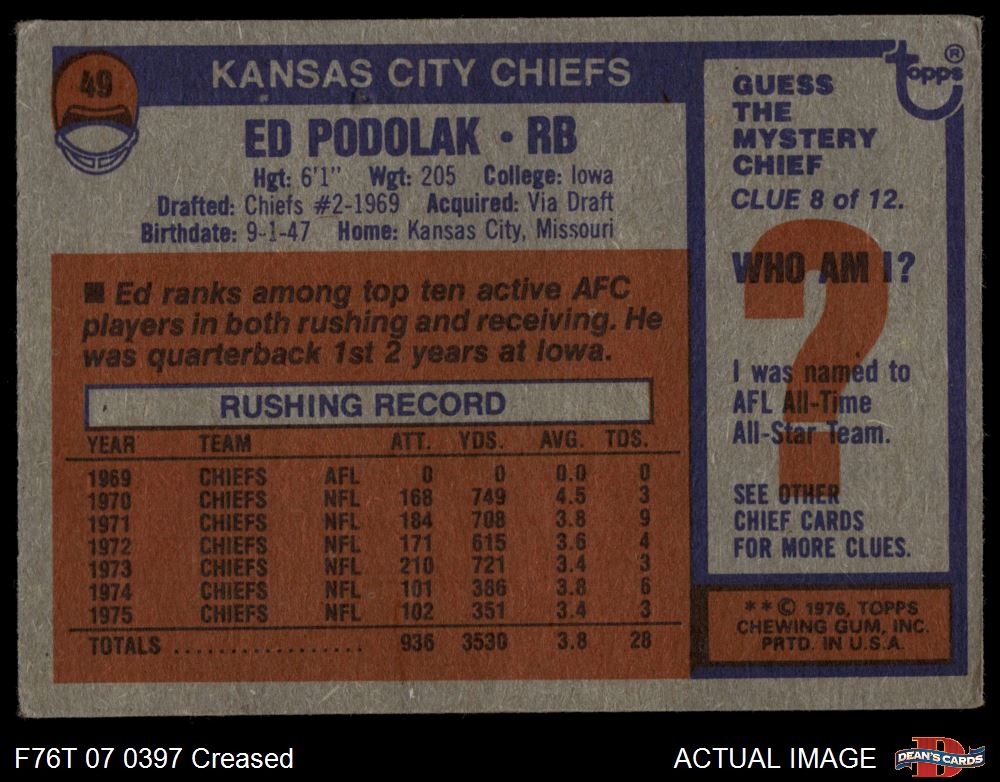 49
KANSAS CITY CHIEFS
ED PODOLAK • RB
Hgt: 6'1" Wgt: 205 College: Iowa
Drafted: Chiefs #2-1969 Acquired: Via Draft
Birthdate: 9-1-47 Home: Kansas City, Missouri
■ Ed ranks among top ten active AFC
players in both rushing and receiving. He
was quarterback 1st 2 years at Iowa.
RUSHING RECORD
YEAR TEAM ATT. YDS. AVG. TDS.
1969 CHIEFS AFL 0 0 0.0 0
1970 CHIEFS NFL 168 749 4.5 3
1971 CHIEFS NFL 184 708 3.8 9
1972 CHIEFS NFL 171 615 3.6 4
1973 CHIEFS NFL 210 721 3.4 3
1974 CHIEFS NFL 101 386 3.8 6
1975 CHIEFS NFL 102 351 3.4 3
TOTALS .................. 936 3530 3.8 28
Topps ®
GUESS
THE
MYSTERY
CHIEF
CLUE 8 of 12.
?
WHO AM I?
I was named to
AFL All-Time
All-Star Team.
SEE OTHER
CHIEF CARDS
FOR MORE CLUES.
**© 1976, TOPPS
CHEWING GUM, INC.
PRTD. IN U.S.A.
F76T 07 0397 Creased
ACTUAL IMAGE
D
DEAN'S CARDS